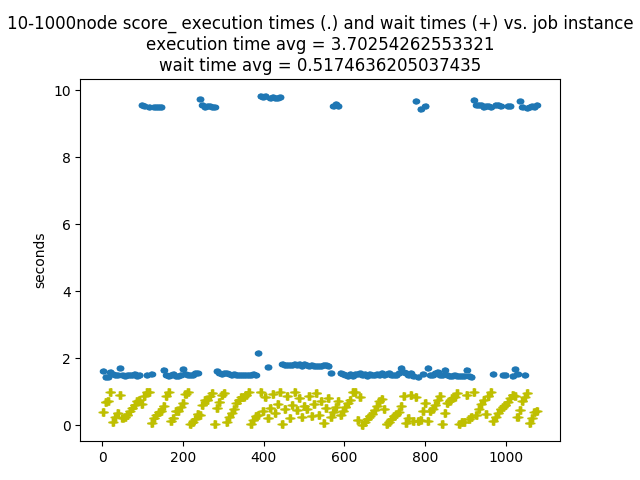 10-1000node score_ execution times (.) and wait times (+) vs. job instance
execution time avg = 3.70254262553321
wait time avg = 0.5174636205037435
10
8
6
4
2
0
seconds
0 200 400 600 800 1000